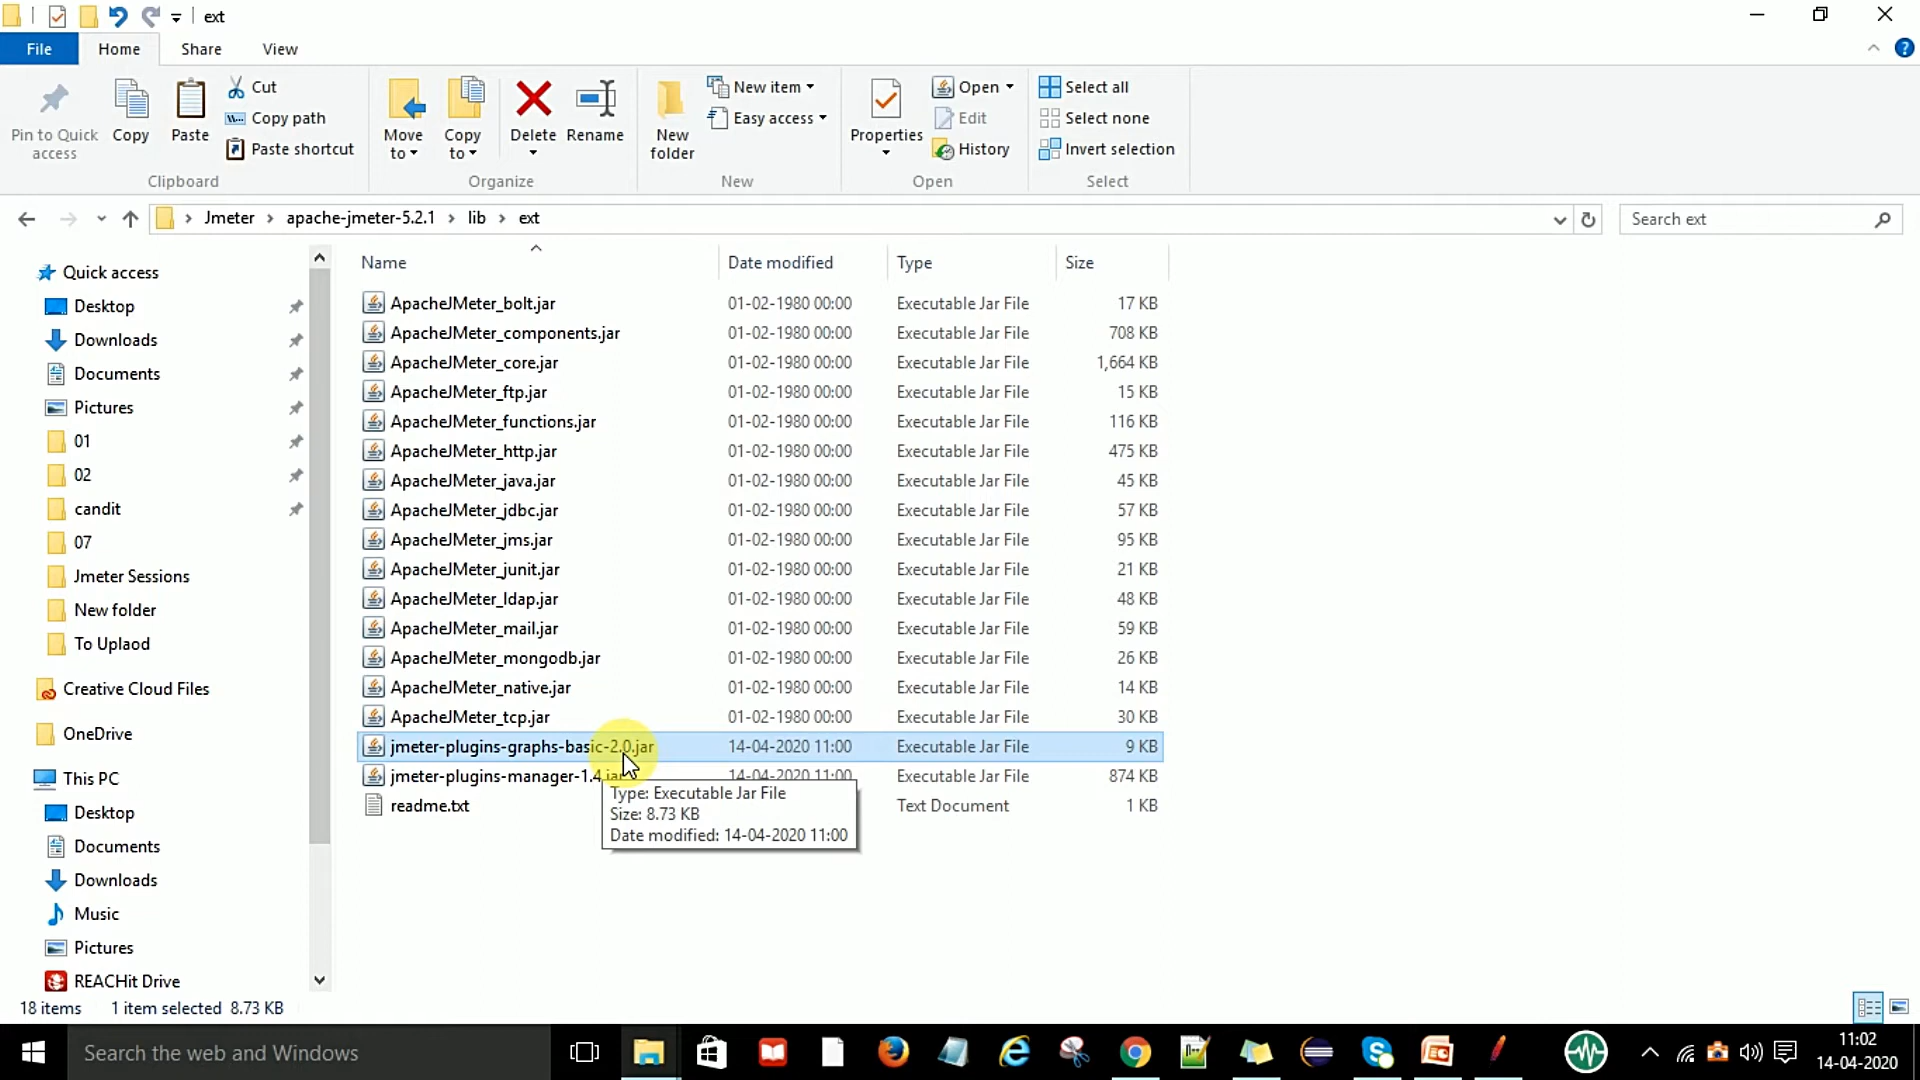 ext
File Home Share View
Pin to Quick access
Copy
Paste
Cut
Copy path
Paste shortcut
Clipboard
Move to
Copy to
Delete
Rename
Organize
New folder
New item
Easy access
New
Properties
Open
Edit
History
Open
Select all
Select none
Invert selection
Select
Jmeter > apache-jmeter-5.2.1 > lib > ext
Search ext
Quick access
Desktop
Downloads
Documents
Pictures
01
02
candit
07
Jmeter Sessions
New folder
To Uplaod
Creative Cloud Files
OneDrive
This PC
Desktop
Documents
Downloads
Music
Pictures
REACHit Drive
Name Date modified Type Size
ApacheJMeter_bolt.jar 01-02-1980 00:00 Executable Jar File 17 KB
ApacheJMeter_components.jar 01-02-1980 00:00 Executable Jar File 708 KB
ApacheJMeter_core.jar 01-02-1980 00:00 Executable Jar File 1,664 KB
ApacheJMeter_ftp.jar 01-02-1980 00:00 Executable Jar File 15 KB
ApacheJMeter_functions.jar 01-02-1980 00:00 Executable Jar File 116 KB
ApacheJMeter_http.jar 01-02-1980 00:00 Executable Jar File 475 KB
ApacheJMeter_java.jar 01-02-1980 00:00 Executable Jar File 45 KB
ApacheJMeter_jdbc.jar 01-02-1980 00:00 Executable Jar File 57 KB
ApacheJMeter_jms.jar 01-02-1980 00:00 Executable Jar File 95 KB
ApacheJMeter_junit.jar 01-02-1980 00:00 Executable Jar File 21 KB
ApacheJMeter_ldap.jar 01-02-1980 00:00 Executable Jar File 48 KB
ApacheJMeter_mail.jar 01-02-1980 00:00 Executable Jar File 59 KB
ApacheJMeter_mongodb.jar 01-02-1980 00:00 Executable Jar File 26 KB
ApacheJMeter_native.jar 01-02-1980 00:00 Executable Jar File 14 KB
ApacheJMeter_tcp.jar 01-02-1980 00:00 Executable Jar File 30 KB
jmeter-plugins-graphs-basic-2.0.jar 14-04-2020 11:00 Executable Jar File 9 KB
jmeter-plugins-manager-1.4.jar 14-04-2020 11:00 Executable Jar File 874 KB
readme.txt Text Document 1 KB
Type: Executable Jar File
Size: 8.73 KB
Date modified: 14-04-2020 11:00
18 items 1 item selected 8.73 KB
Search the web and Windows
11:02
14-04-2020